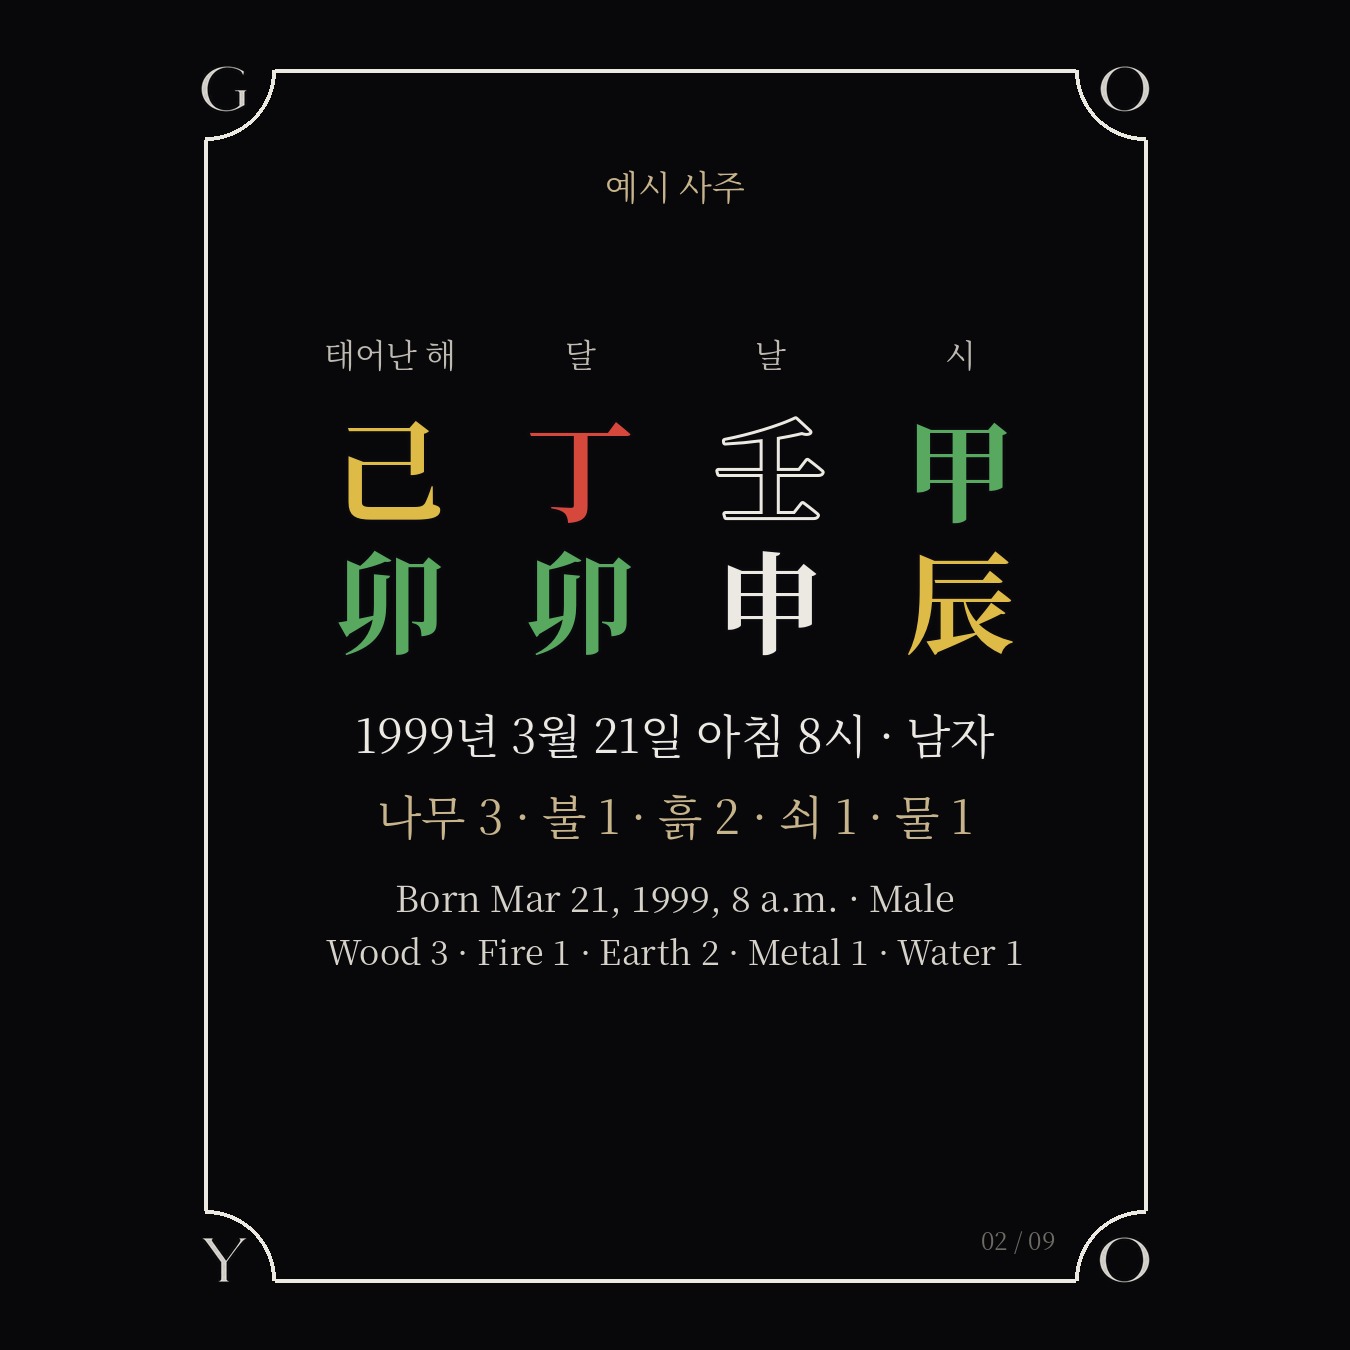 G O
예시 사주
태어난 해 달 날 시
己 丁 壬 甲
卯 卯 申 辰
1999년 3월 21일 아침 8시 · 남자
나무 3 · 불 1 · 흙 2 · 쇠 1 · 물 1
Born Mar 21, 1999, 8 a.m. · Male
Wood 3 · Fire 1 · Earth 2 · Metal 1 · Water 1
02 / 09
Y O